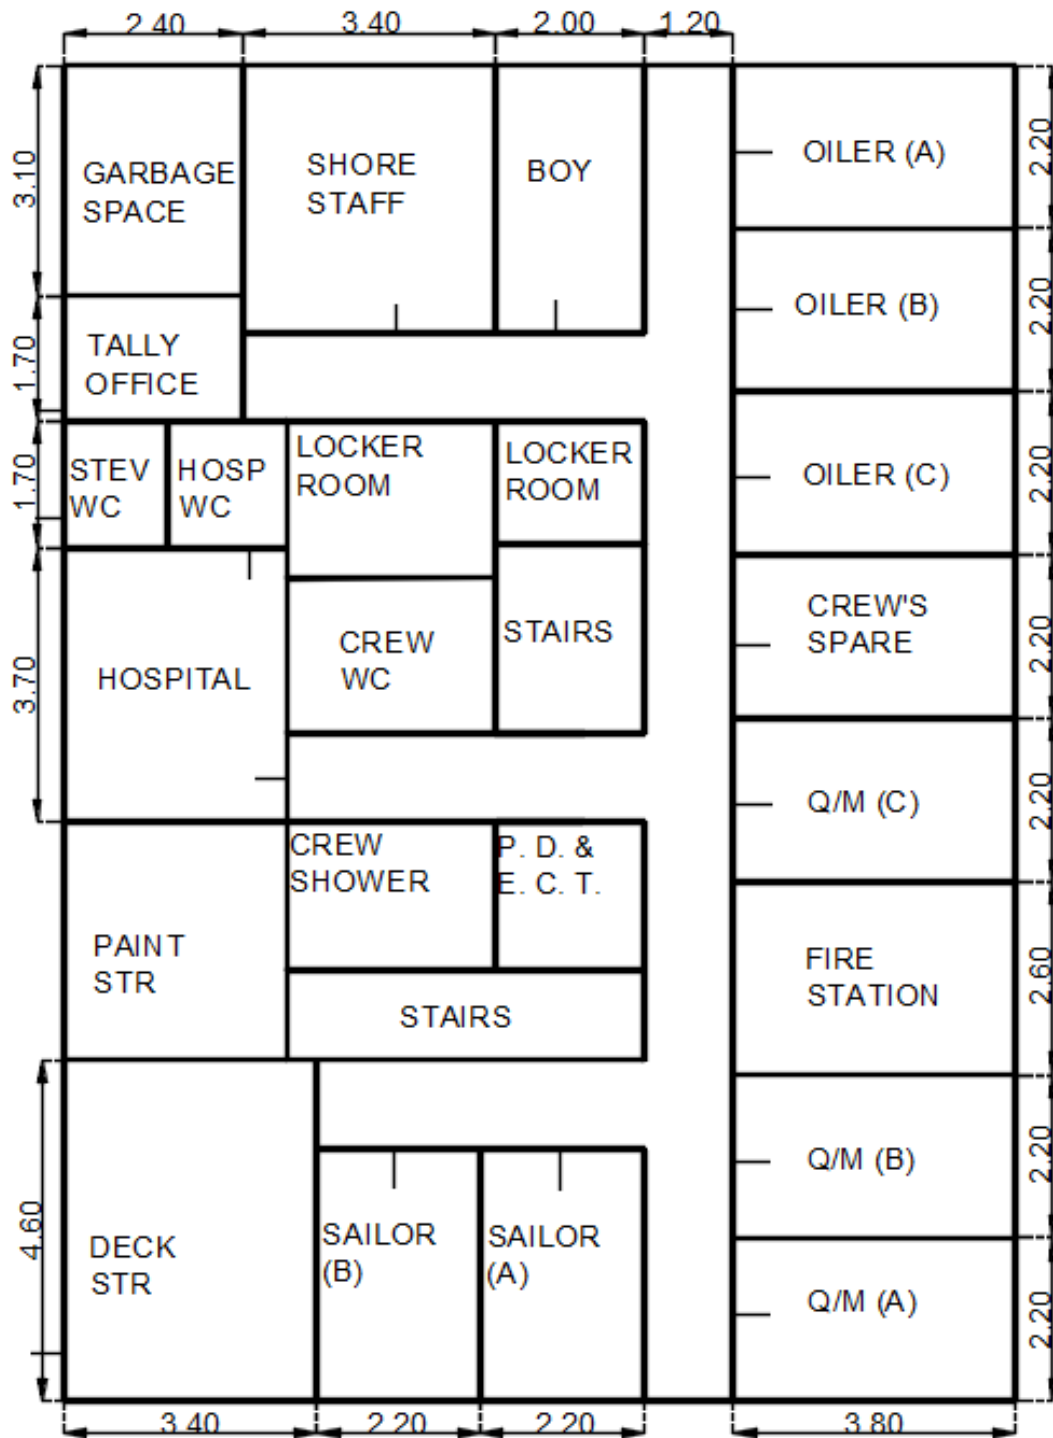 2.40 3.40 2.00 1.20
3.10
GARBAGE
SPACE
SHORE
STAFF
BOY
OILER (A)
2.20
OILER (B)
2.20
1.70
TALLY
OFFICE
1.70
STEV
WC
HOSP
WC
LOCKER
ROOM
LOCKER
ROOM
OILER (C)
2.20
3.70
HOSPITAL
CREW
WC
STAIRS
CREW'S
SPARE
2.20
Q/M (C)
2.20
CREW
SHOWER
P. D. &
E. C. T.
PAINT
STR
STAIRS
FIRE
STATION
2.60
4.60
DECK
STR
SAILOR
(B)
SAILOR
(A)
Q/M (B)
2.20
Q/M (A)
2.20
3.40 2.20 2.20 3.80